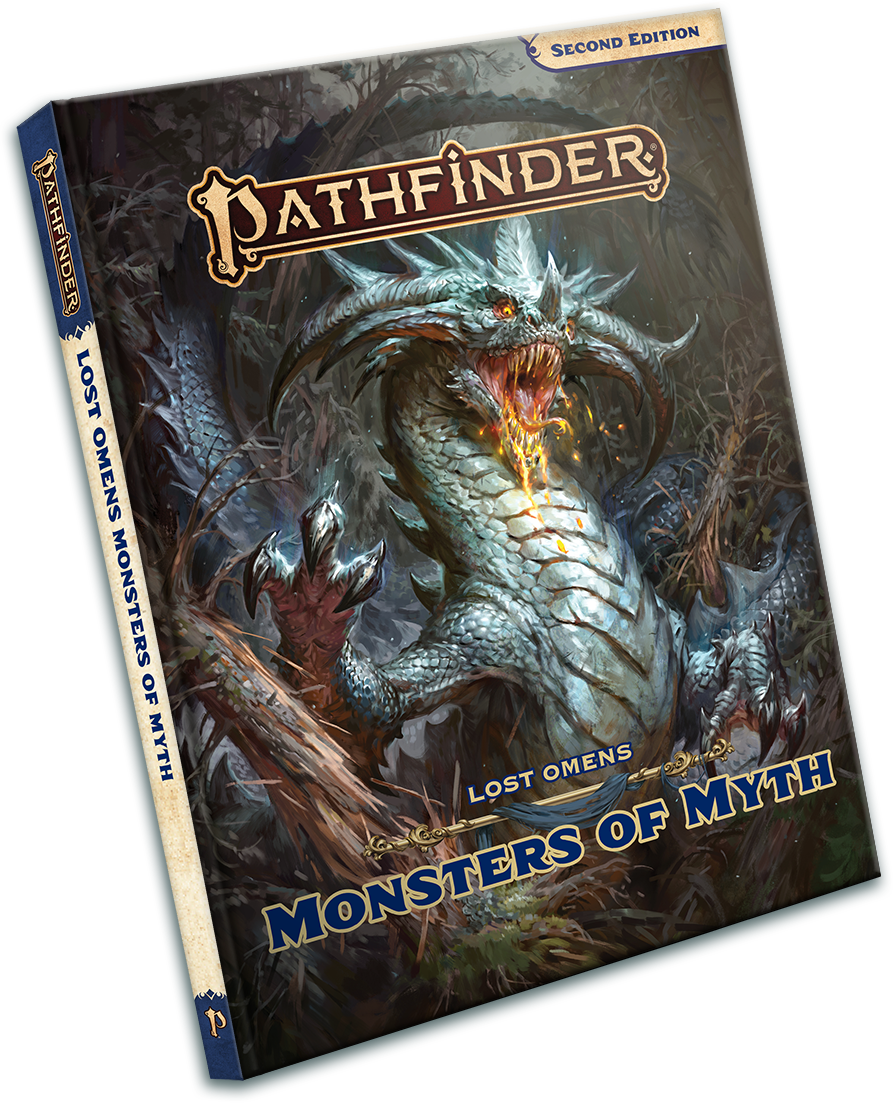 SECOND EDITION
PATHFINDER®
LOST OMENS
MONSTERS OF MYTH
PATHFINDER
LOST OMENS MONSTERS OF MYTH
P